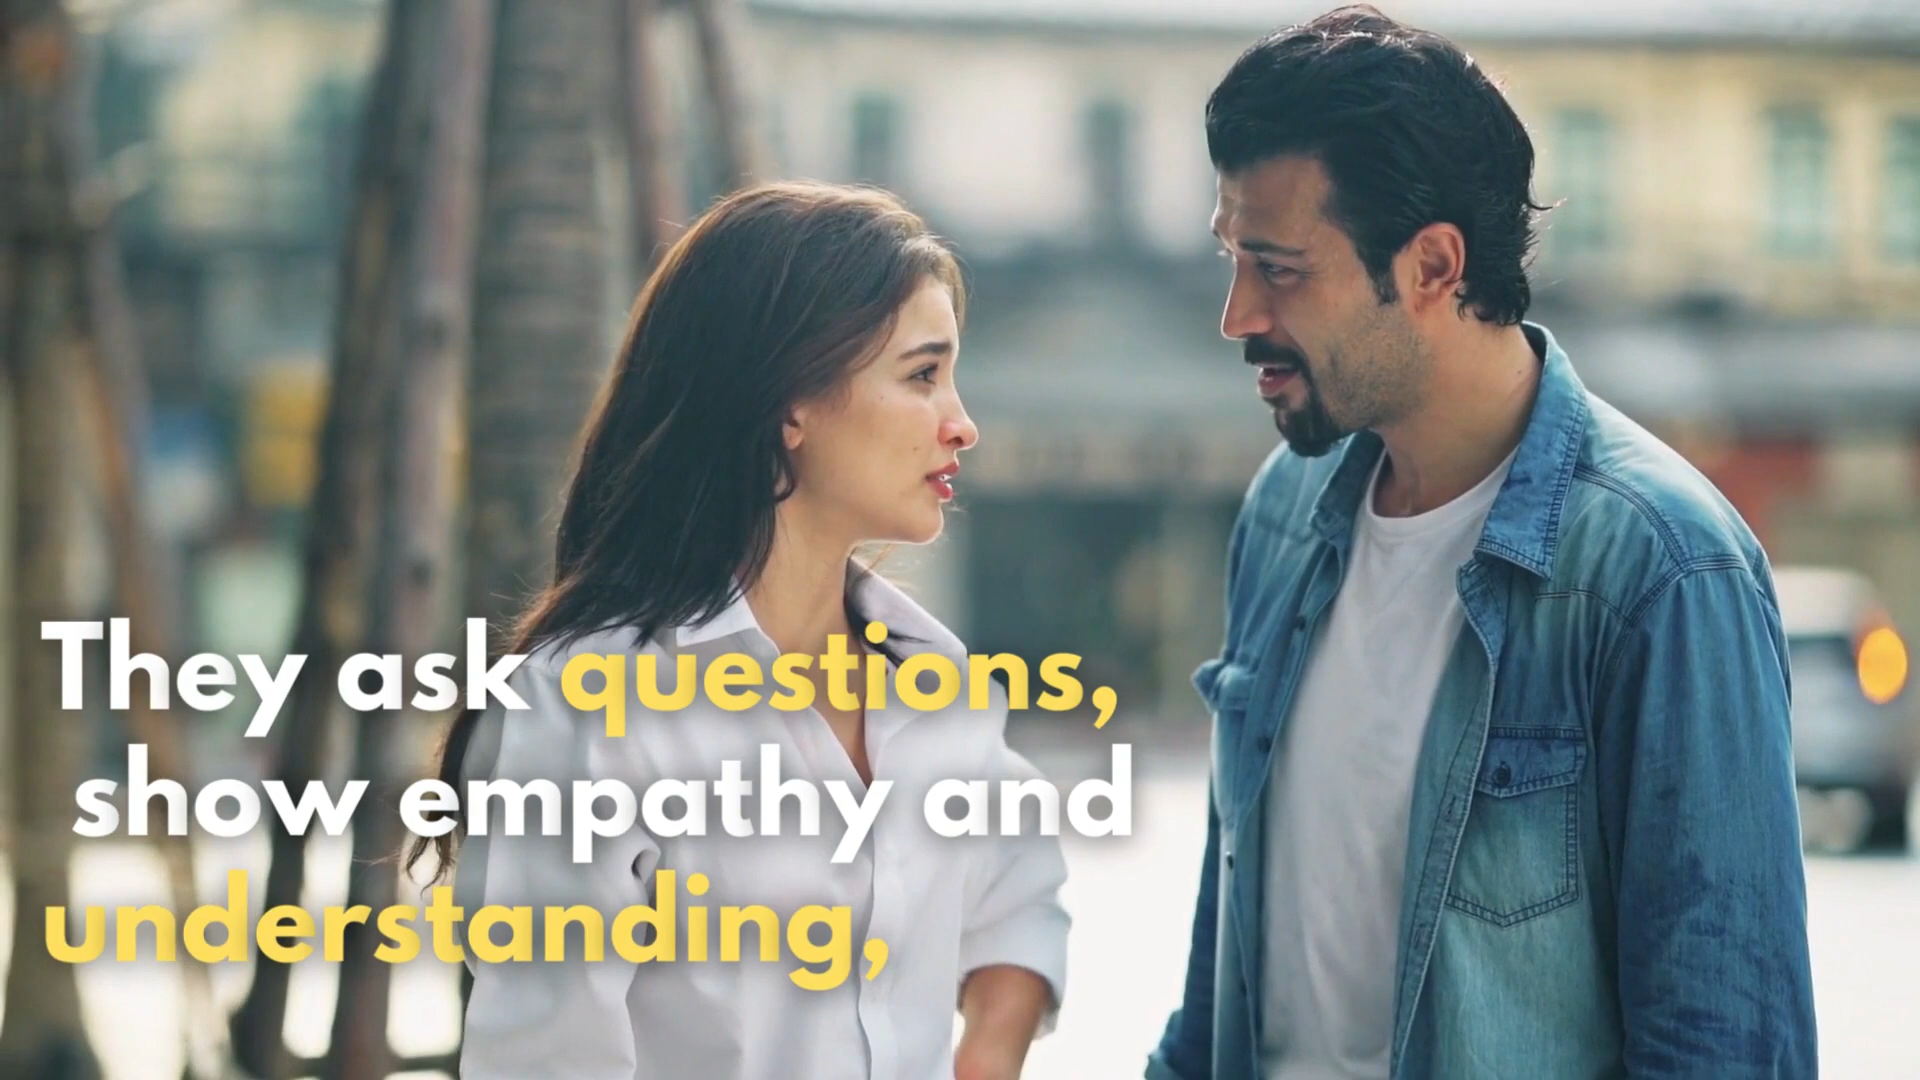 They ask questions,
show empathy and
understanding,